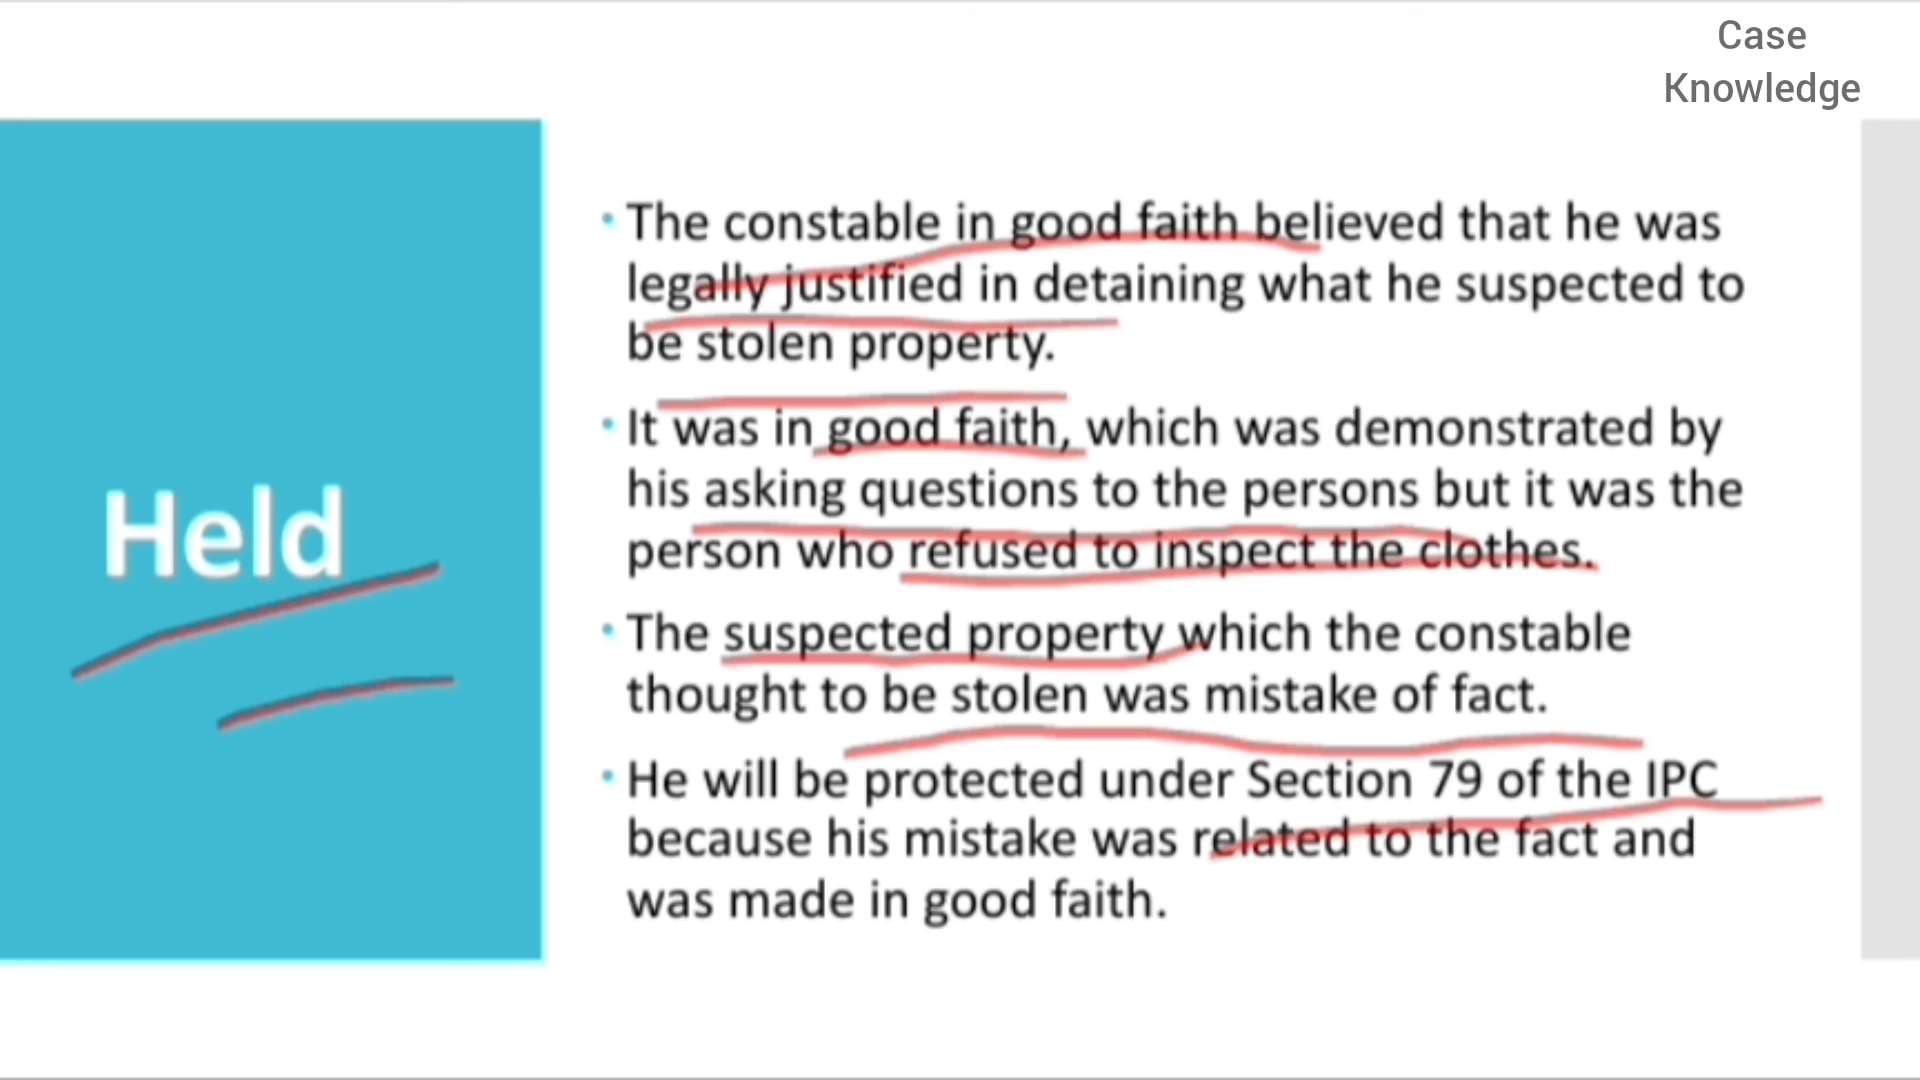 Case
Knowledge
Held
• The constable in good faith believed that he was
legally justified in detaining what he suspected to
be stolen property.
• It was in good faith, which was demonstrated by
his asking questions to the persons but it was the
person who refused to inspect the clothes.
• The suspected property which the constable
thought to be stolen was mistake of fact.
• He will be protected under Section 79 of the IPC
because his mistake was related to the fact and
was made in good faith.